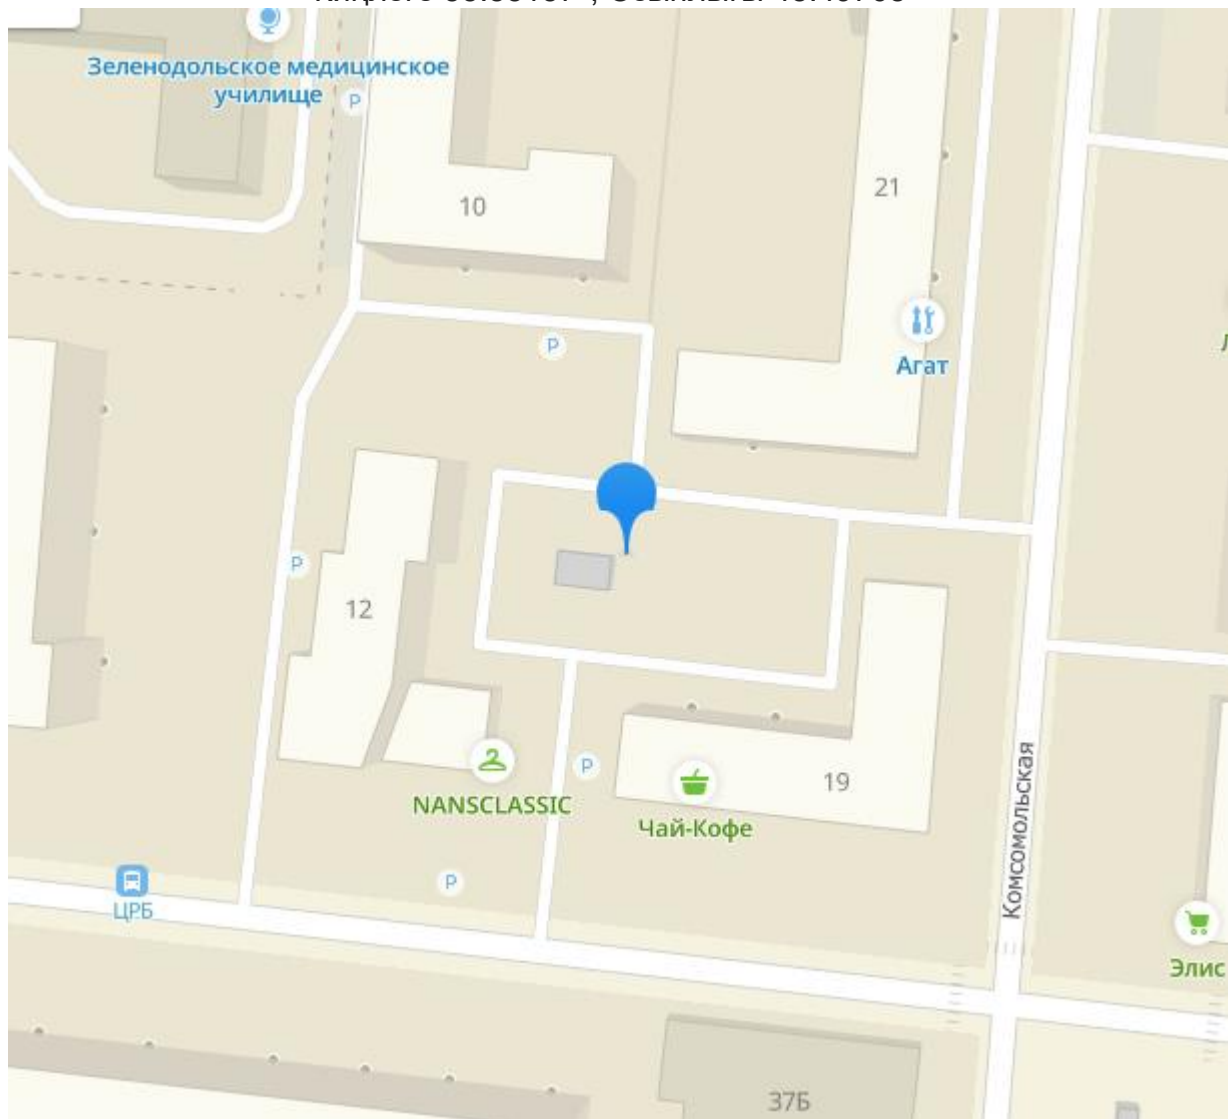 Зеленодольское медицинское
училище
P
10
21
P
Агат
P
12
NANSCLASSIC
P
Чай-Кофе
19
Комсомольская
P
ЦРБ
Элис
37Б